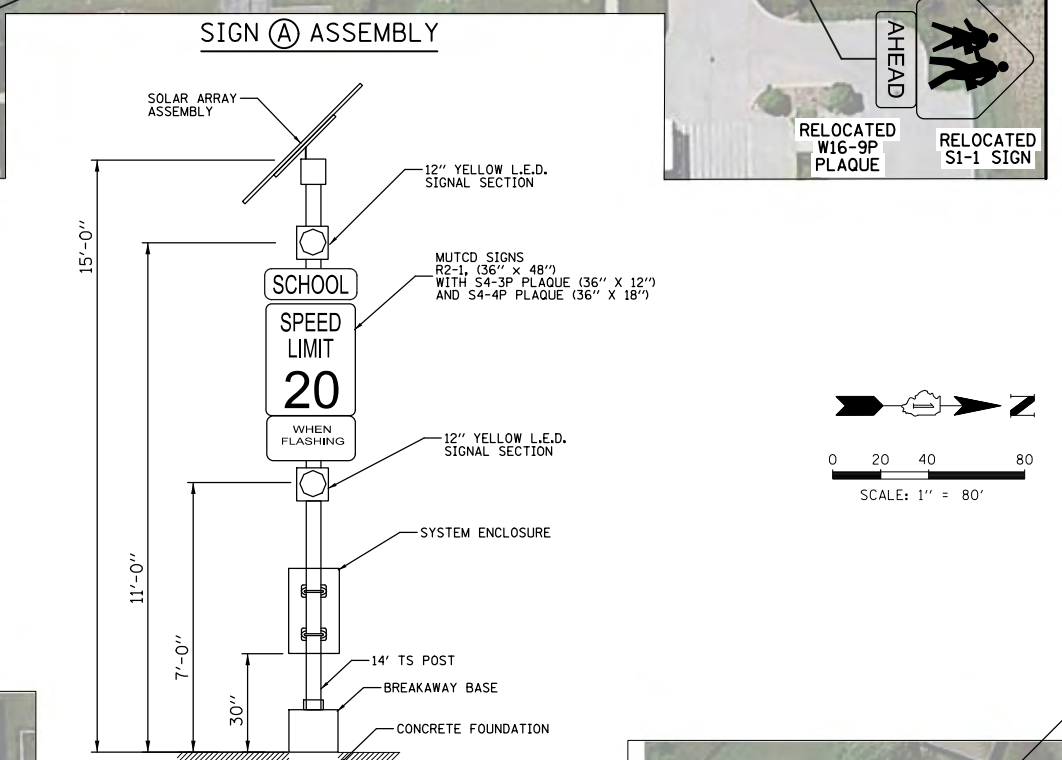 SIGN A ASSEMBLY
SOLAR ARRAY
ASSEMBLY
12" YELLOW L.E.D.
SIGNAL SECTION
MUTCD SIGNS
R2-1, (36" x 48")
WITH S4-3P PLAQUE (36" X 12")
AND S4-4P PLAQUE (36" X 18")
SCHOOL
SPEED
LIMIT
20
WHEN
FLASHING
12" YELLOW L.E.D.
SIGNAL SECTION
SYSTEM ENCLOSURE
14' TS POST
BREAKAWAY BASE
CONCRETE FOUNDATION
15'-0"
11'-0"
7'-0"
30"
AHEAD
RELOCATED
W16-9P
PLAQUE
RELOCATED
S1-1 SIGN
N
0 20 40 80
SCALE: 1" = 80'